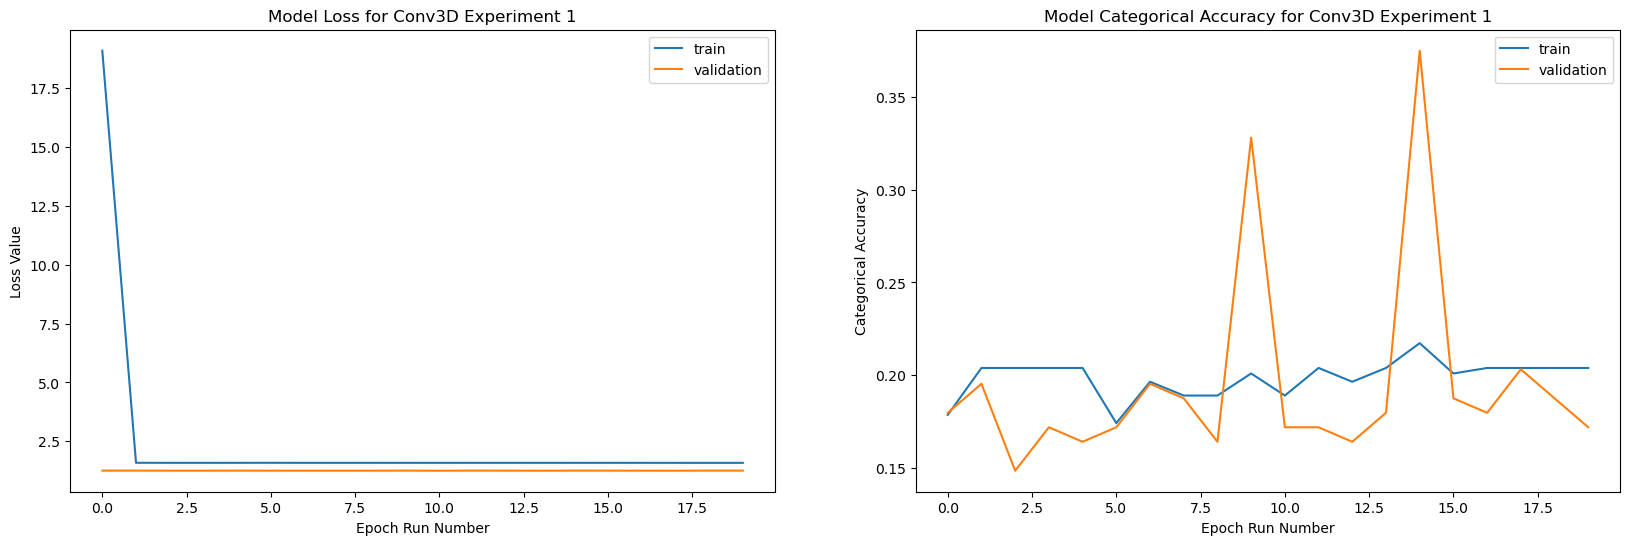 Model Loss for Conv3D Experiment 1
train
validation
17.5
15.0
12.5
10.0
7.5
5.0
2.5
Loss Value
0.0 2.5 5.0 7.5 10.0 12.5 15.0 17.5
Epoch Run Number
Model Categorical Accuracy for Conv3D Experiment 1
train
validation
0.35
0.30
0.25
0.20
0.15
Categorical Accuracy
0.0 2.5 5.0 7.5 10.0 12.5 15.0 17.5
Epoch Run Number